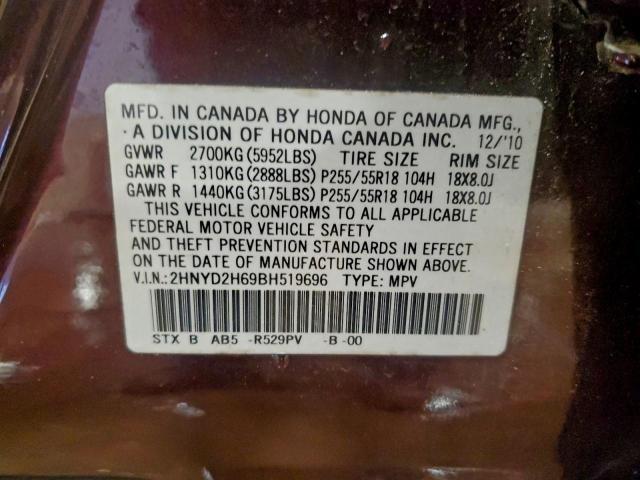 MFD. IN CANADA BY HONDA OF CANADA MFG.,
· A DIVISION OF HONDA CANADA INC. 12/'10
GVWR 2700KG(5952LBS) TIRE SIZE RIM SIZE
GAWR F 1310KG(2888LBS) P255/55R18 104H 18X8.0J
GAWR R 1440KG(3175LBS) P255/55R18 104H 18X8.0J
THIS VEHICLE CONFORMS TO ALL APPLICABLE
FEDERAL MOTOR VEHICLE SAFETY
AND THEFT PREVENTION STANDARDS IN EFFECT
ON THE DATE OF MANUFACTURE SHOWN ABOVE.
V.I.N.:2HNYD2H69BH519696 TYPE: MPV
STX B AB5 -R529PV -B -00